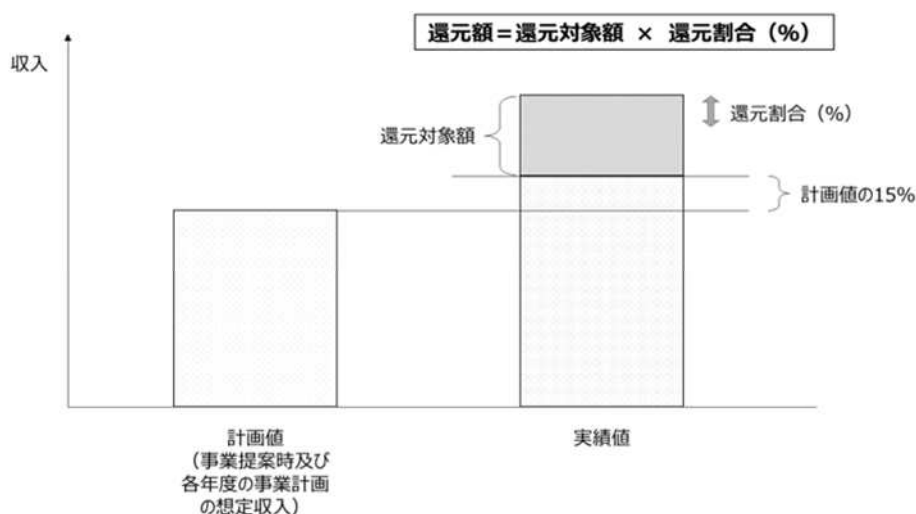 還元額=還元対象額 × 還元割合(%)
収入
還元割合(%)
還元対象額
計画値の15%
計画値
(事業提案時及び
各年度の事業計画
の想定収入)
実績値